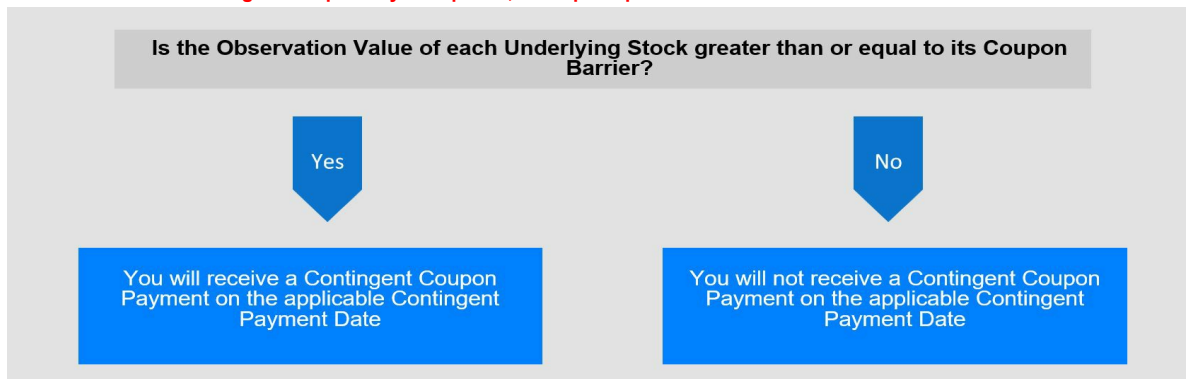 Is the Observation Value of each Underlying Stock greater than or equal to its Coupon
Barrier?
Yes
No
You will receive a Contingent Coupon
Payment on the applicable Contingent
Payment Date
You will not receive a Contingent Coupon
Payment on the applicable Contingent
Payment Date